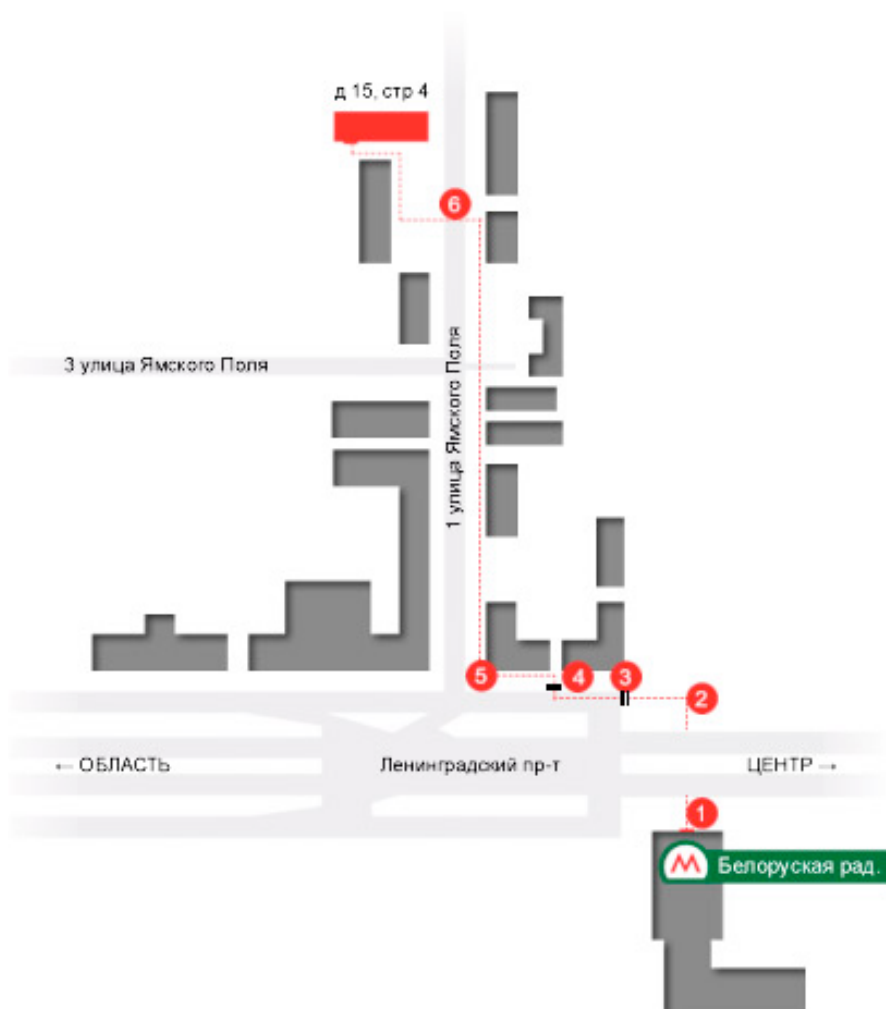 д 15, стр 4
6
3 улица Ямского Поля
1 улица Ямского Поля
5
4
3
2
← ОБЛАСТЬ
Ленинградский пр-т
ЦЕНТР →
1
М Белоруская рад.